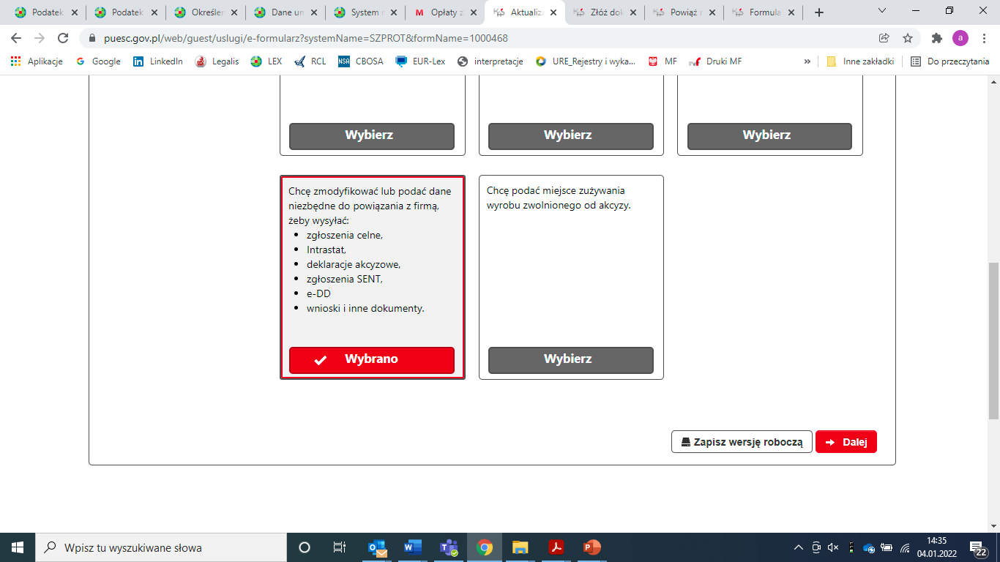 Podatek
Podatek
Określer
Dane un
System r
Opłaty z
Aktualiza
Złóż dok
Powiąż r
Formula
puesc.gov.pl/web/guest/uslugi/e-formularz?systemName=SZPROT&formName=1000468
a
Aplikacje
Google
LinkedIn
Legalis
LEX
RCL
NSA CBOSA
EUR-Lex
interpretacje
URE_Rejestry i wyka...
MF
Druki MF
»
Inne zakładki
Do przeczytania
Wybierz
Wybierz
Wybierz
Chcę zmodyfikować lub podać dane
niezbędne do powiązania z firmą,
żeby wysyłać:
• zgłoszenia celne,
• Intrastat,
• deklaracje akcyzowe,
• zgłoszenia SENT,
• e-DD
• wnioski i inne dokumenty.
Wybrano
Chcę podać miejsce zużywania
wyrobu zwolnionego od akcyzy.
Wybierz
Zapisz wersję roboczą
Dalej
Wpisz tu wyszukiwane słowa
14:35
04.01.2022
22